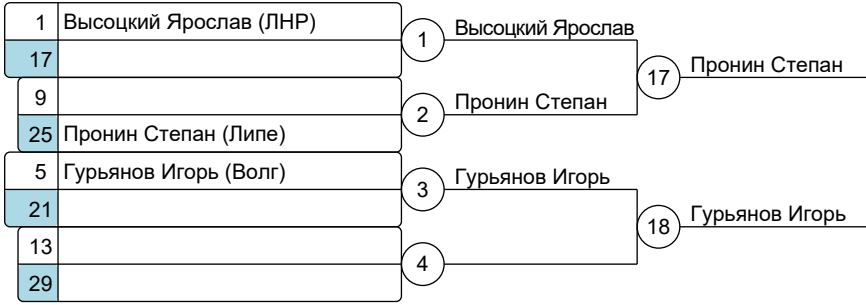 1 Высоцкий Ярослав (ЛНР)
17
1 Высоцкий Ярослав
9
25 Пронин Степан (Липе)
2 Пронин Степан
17 Пронин Степан
5 Гурьянов Игорь (Волг)
21
3 Гурьянов Игорь
13
29
4
18 Гурьянов Игорь